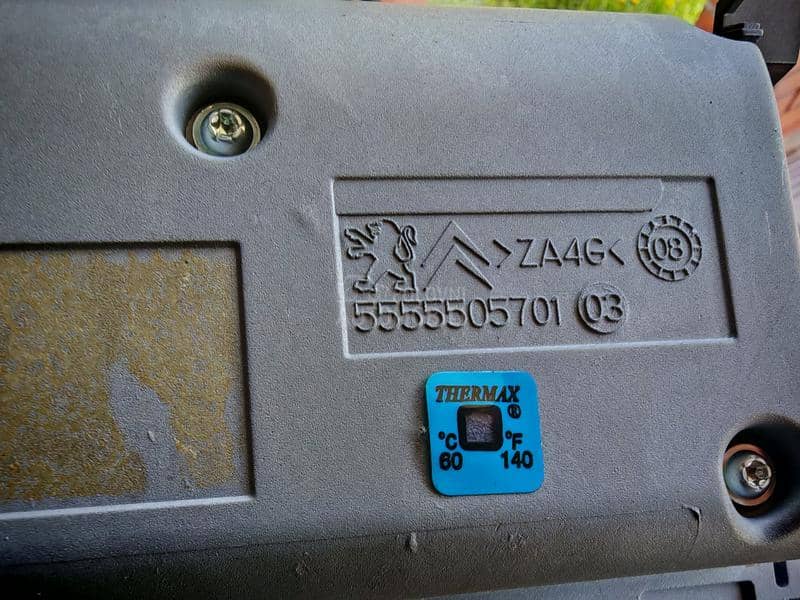 >ZA4G< 08
5555505701 03
THERMAX
®
°C °F
60 140